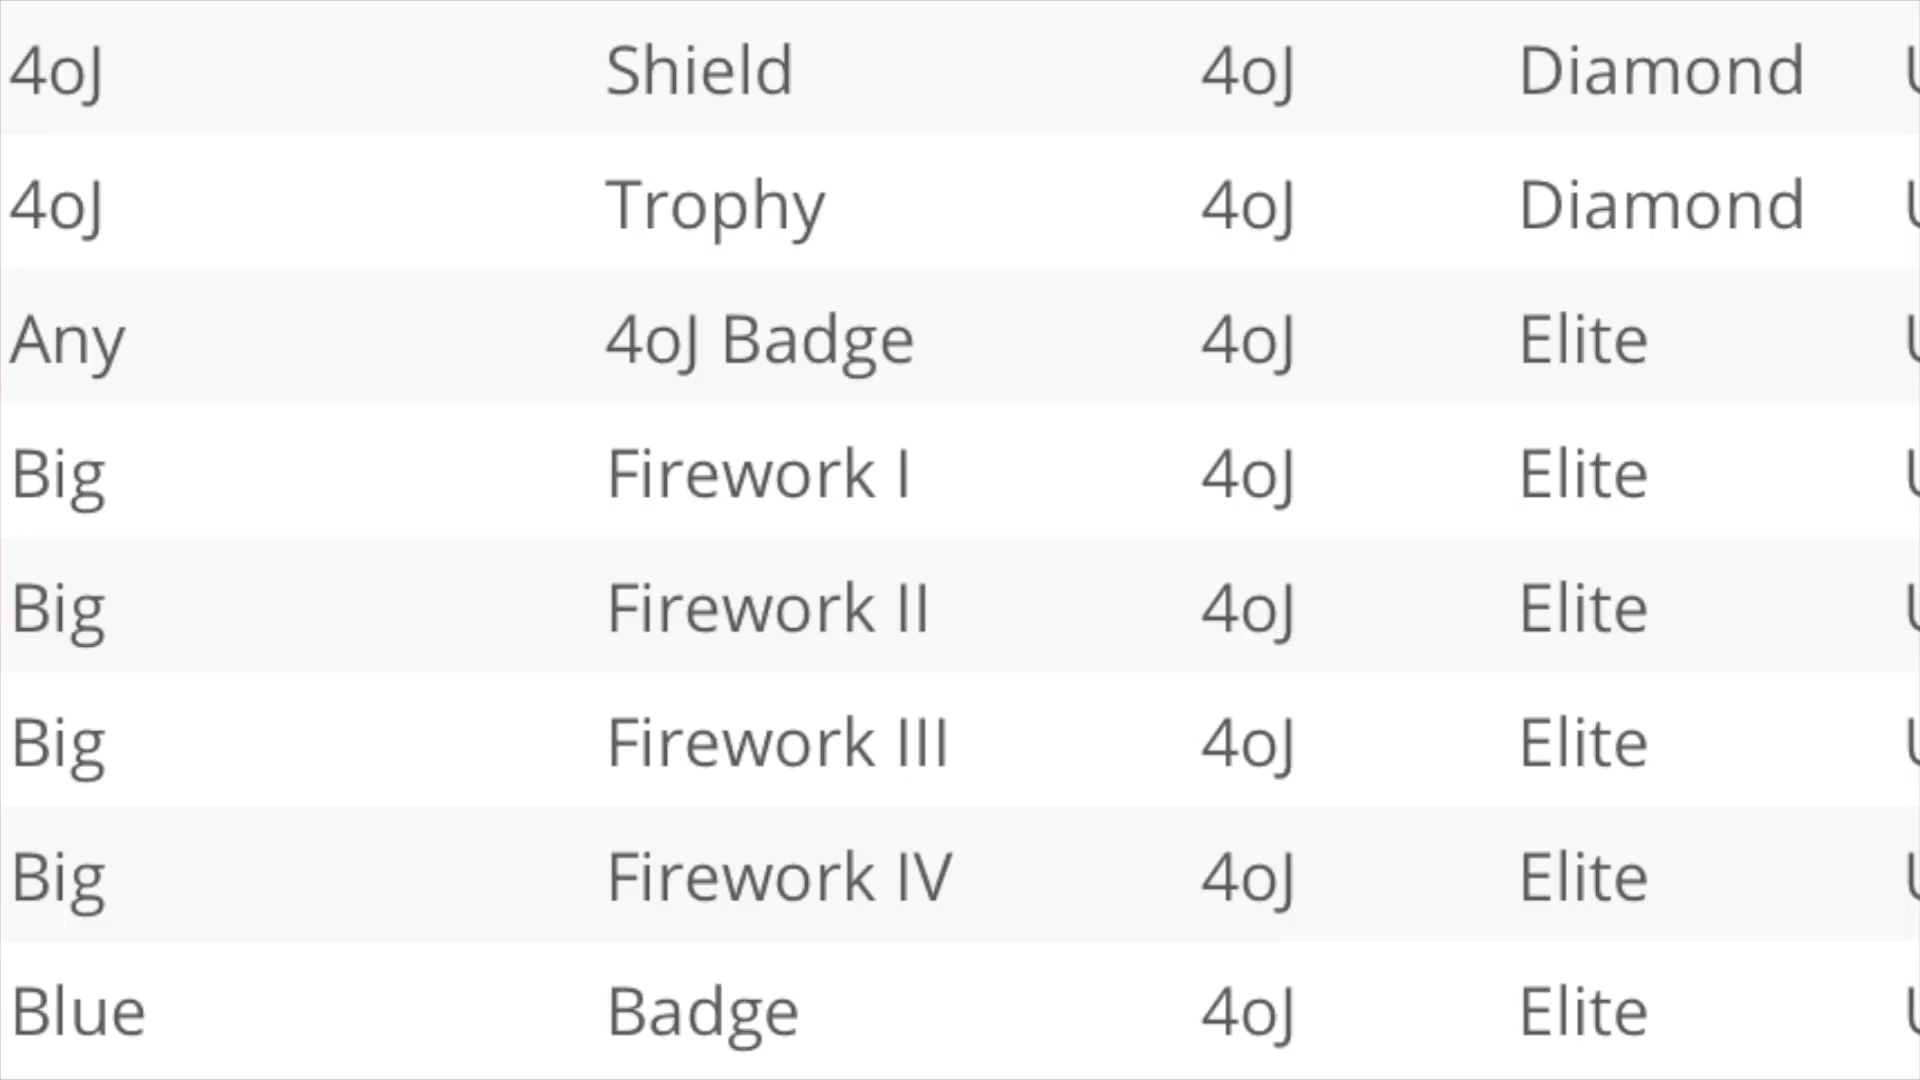 4oJ Shield 4oJ Diamond
4oJ Trophy 4oJ Diamond
Any 4oJ Badge 4oJ Elite
Big Firework I 4oJ Elite
Big Firework II 4oJ Elite
Big Firework III 4oJ Elite
Big Firework IV 4oJ Elite
Blue Badge 4oJ Elite